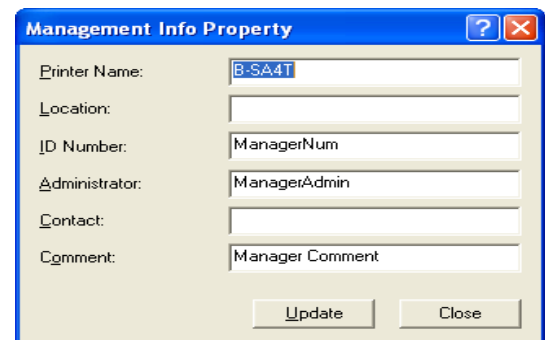 Management Info Property
Printer Name: B-SA4T
Location:
ID Number: ManagerNum
Administrator: ManagerAdmin
Contact:
Comment: Manager Comment
Update Close